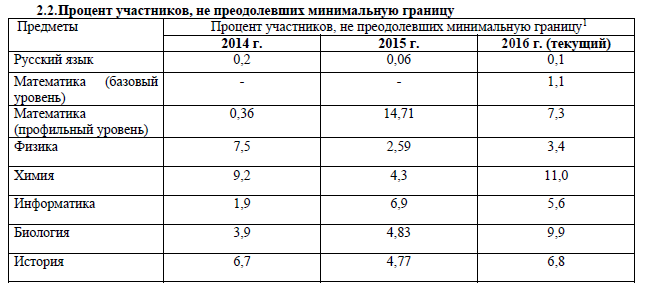 2.2.Процент участников, не преодолевших минимальную границу
Предметы Процент участников, не преодолевших минимальную границу1
2014 г. 2015 г. 2016 г. (текущий)
Русский язык 0,2 0,06 0,1
Математика (базовый - - 1,1
уровень)
Математика 0,36 14,71 7,3
(профильный уровень)
Физика 7,5 2,59 3,4
Химия 9,2 4,3 11,0
Информатика 1,9 6,9 5,6
Биология 3,9 4,83 9,9
История 6,7 4,77 6,8